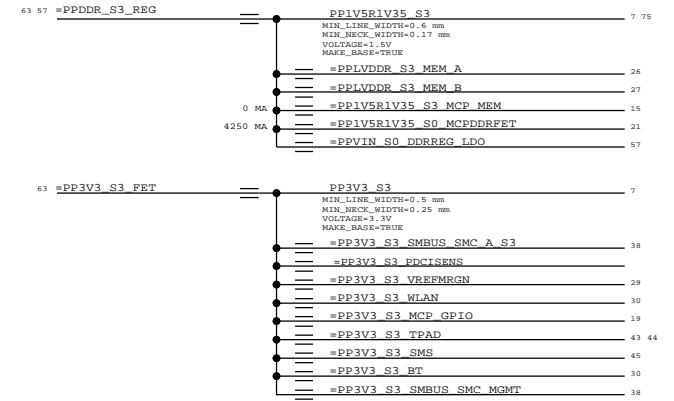 63 57 =PPDDR_S3_REG
PP1V5R1V35_S3 7 75
MIN_LINE_WIDTH=0.6 mm
MIN_NECK_WIDTH=0.17 mm
VOLTAGE=1.5V
MAKE_BASE=TRUE
=PPLVDDR_S3_MEM_A 26
=PPLVDDR_S3_MEM_B 27
0 MA =PP1V5R1V35_S3_MCP_MEM 15
4250 MA =PP1V5R1V35_S0_MCPDDRFET 21
=PPVIN_S0_DDRREG_LDO 57
63 =PP3V3_S3_FET PP3V3_S3 7
MIN_LINE_WIDTH=0.5 mm
MIN_NECK_WIDTH=0.25 mm
VOLTAGE=3.3V
MAKE_BASE=TRUE
=PP3V3_S3_SMBUS_SMC_A_S3 38
=PP3V3_S3_PDCISENS
=PP3V3_S3_VREFMRGN 29
=PP3V3_S3_WLAN 30
=PP3V3_S3_MCP_GPIO 19
=PP3V3_S3_TPAD 43 44
=PP3V3_S3_SMS 45
=PP3V3_S3_BT 30
=PP3V3_S3_SMBUS_SMC_MGMT 38